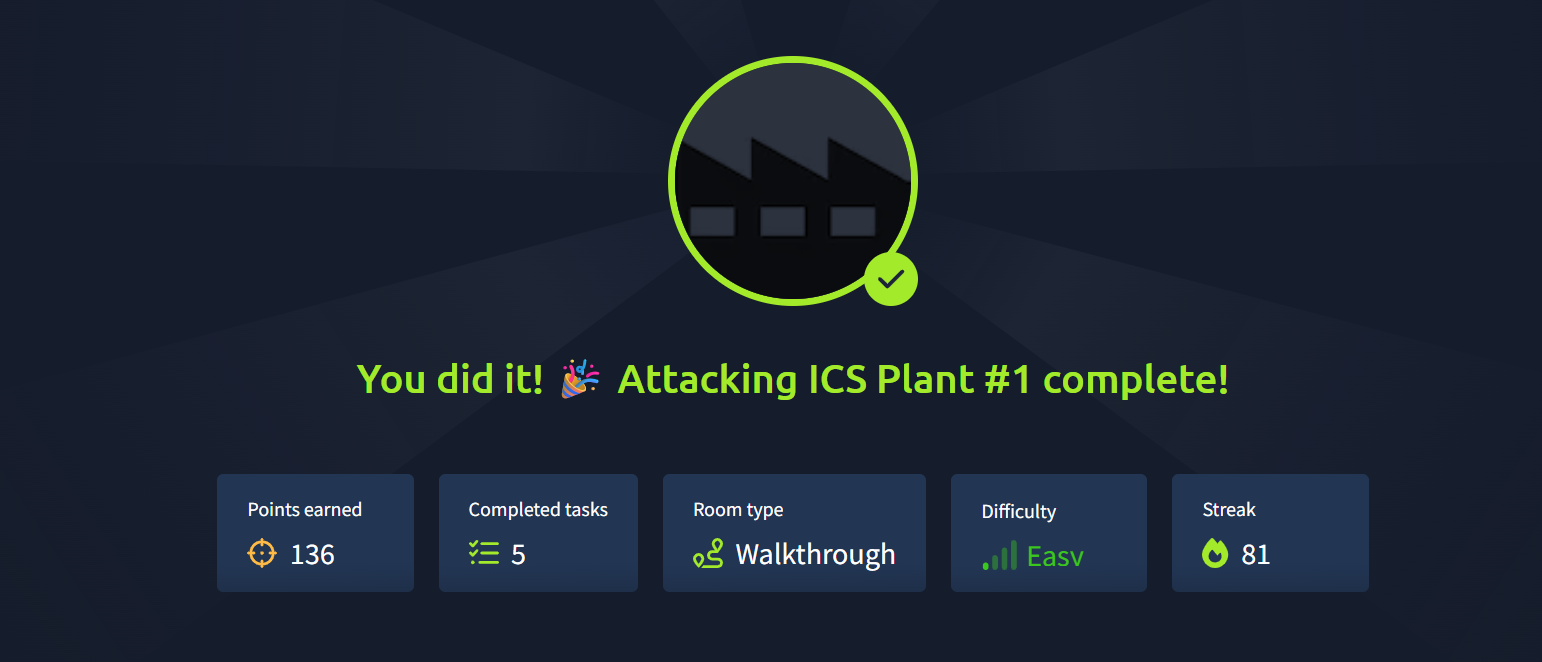 You did it! 🎉 Attacking ICS Plant #1 complete!
Points earned
136
Completed tasks
5
Room type
Walkthrough
Difficulty
Easy
Streak
81